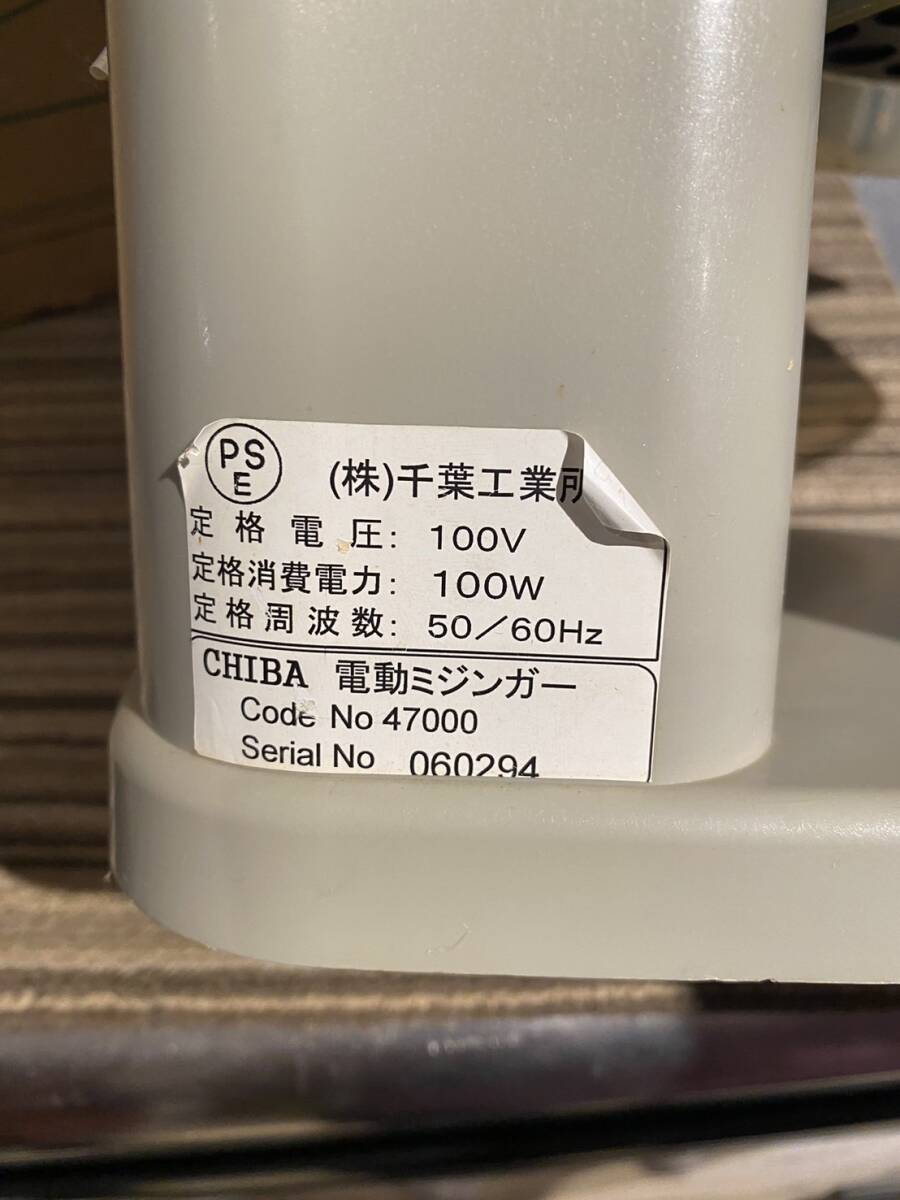 PS
E
(株)千葉工業所
定格電圧: 100V
定格消費電力: 100W
定格周波数: 50/60Hz
CHIBA 電動ミジンガー
Code No 47000
Serial No 060294